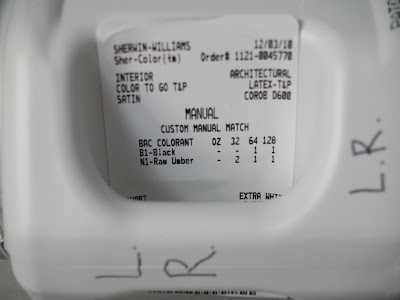 SHERWIN-WILLIAMS 12/03/10
Sher-Color(tm) Order# 1121-0045770
INTERIOR ARCHITECTURAL
COLOR TO GO T&P LATEX-T&P
SATIN COROB D600
MANUAL
CUSTOM MANUAL MATCH
BAC COLORANT OZ 32 64 128
B1-Black - - 1 1
N1-Raw Umber - 2 1 1
EXTRA
L.R.
L.
R.